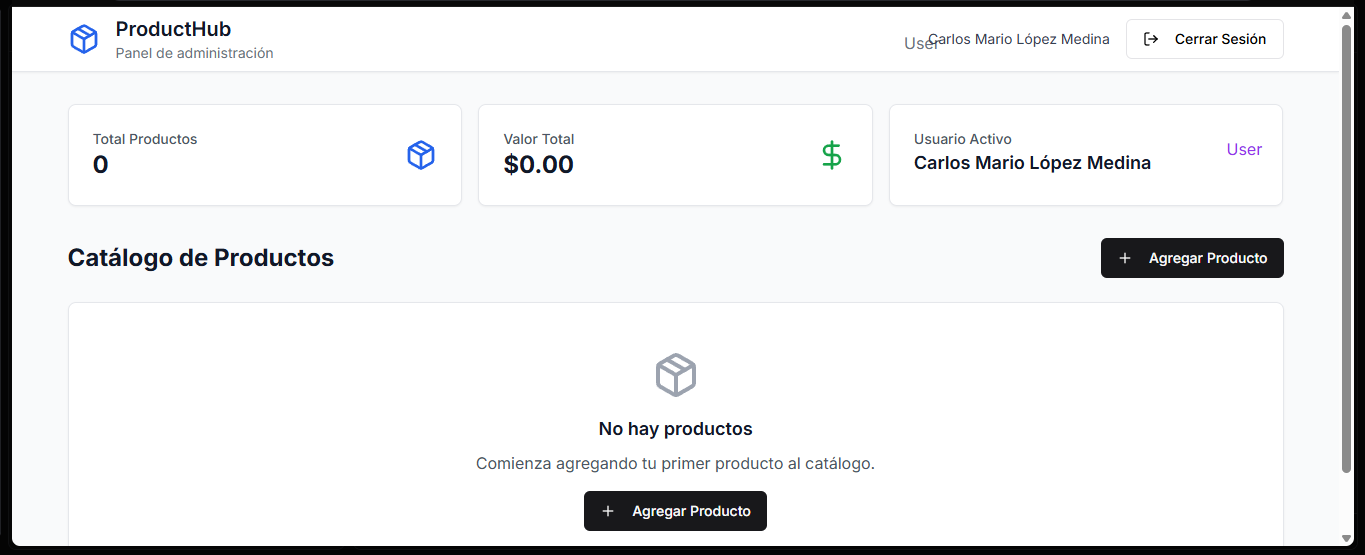 ProductHub
Panel de administración
User
Carlos Mario López Medina
Cerrar Sesión
Total Productos
0
Valor Total
$0.00
Usuario Activo
Carlos Mario López Medina
User
Catálogo de Productos
Agregar Producto
No hay productos
Comienza agregando tu primer producto al catálogo.
Agregar Producto